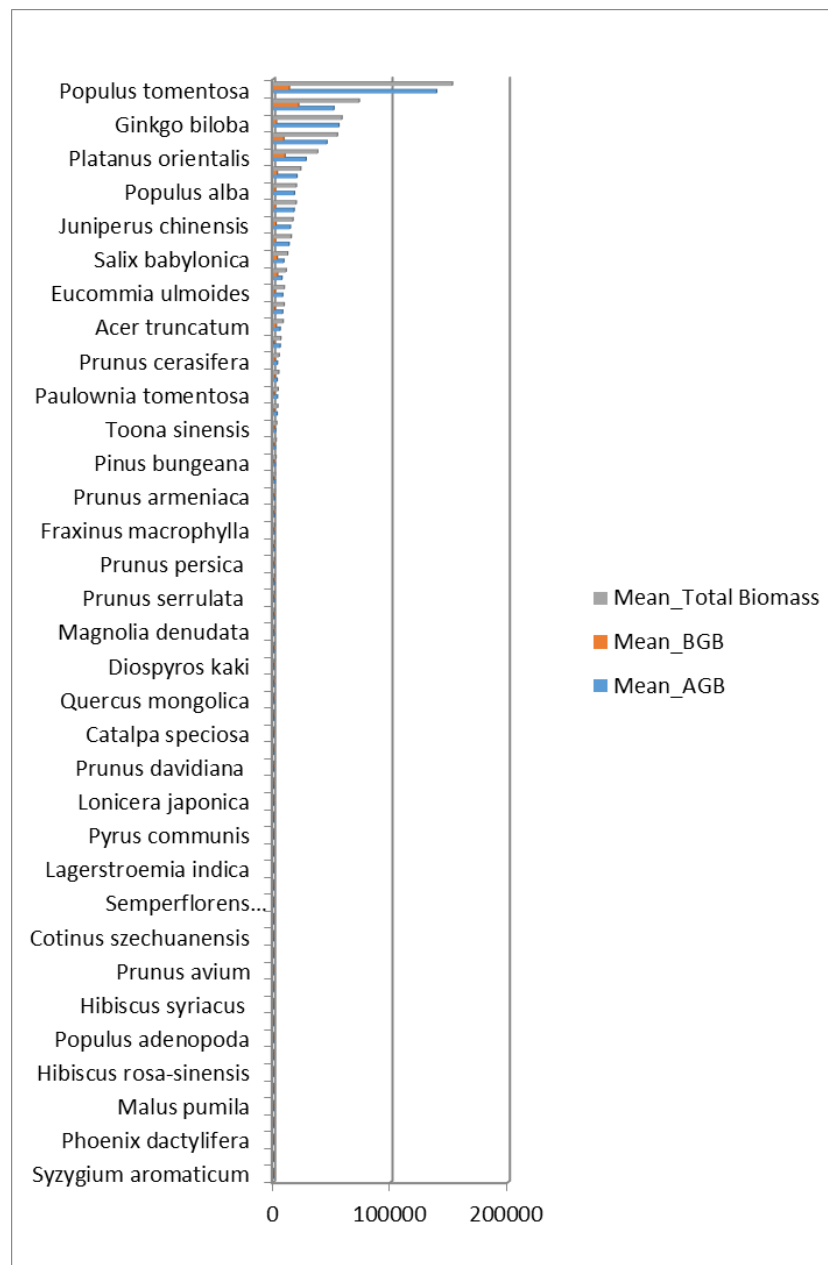 Populus tomentosa
Ginkgo biloba
Platanus orientalis
Populus alba
Juniperus chinensis
Salix babylonica
Eucommia ulmoides
Acer truncatum
Prunus cerasifera
Paulownia tomentosa
Toona sinensis
Pinus bungeana
Prunus armeniaca
Fraxinus macrophylla
Prunus persica
Prunus serrulata
Magnolia denudata
Diospyros kaki
Quercus mongolica
Catalpa speciosa
Prunus davidiana
Lonicera japonica
Pyrus communis
Lagerstroemia indica
Semperflorens...
Cotinus szechuanensis
Prunus avium
Hibiscus syriacus
Populus adenopoda
Hibiscus rosa-sinensis
Malus pumila
Phoenix dactylifera
Syzygium aromaticum
0 100000 200000
Mean_Total Biomass
Mean_BGB
Mean_AGB